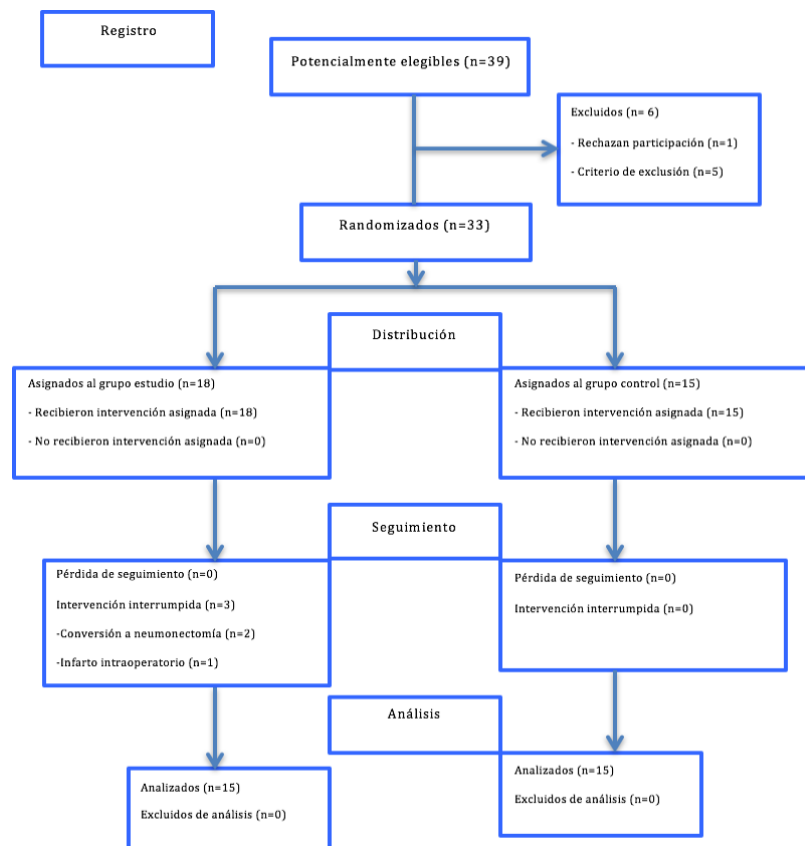 Registro
Potencialmente elegibles (n=39)
Excluidos (n= 6)
- Rechazan participación (n=1)
- Criterio de exclusión (n=5)
Randomizados (n=33)
Distribución
Asignados al grupo estudio (n=18)
- Recibieron intervención asignada (n=18)
- No recibieron intervención asignada (n=0)
Asignados al grupo control (n=15)
- Recibieron intervención asignada (n=15)
- No recibieron intervención asignada (n=0)
Seguimiento
Pérdida de seguimiento (n=0)
Intervención interrumpida (n=3)
-Conversión a neumonectomía (n=2)
-Infarto intraoperatorio (n=1)
Pérdida de seguimiento (n=0)
Intervención interrumpida (n=0)
Análisis
Analizados (n=15)
Excluidos de análisis (n=0)
Analizados (n=15)
Excluidos de análisis (n=0)